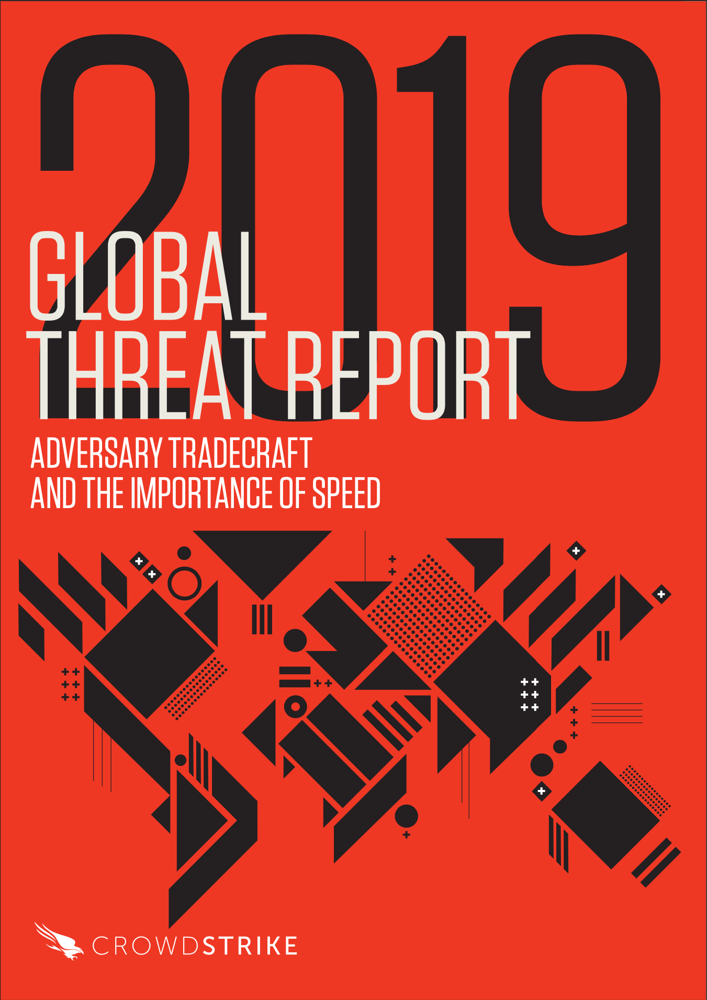 2019
GLOBAL
THREAT REPORT
ADVERSARY TRADECRAFT
AND THE IMPORTANCE OF SPEED
CROWDSTRIKE